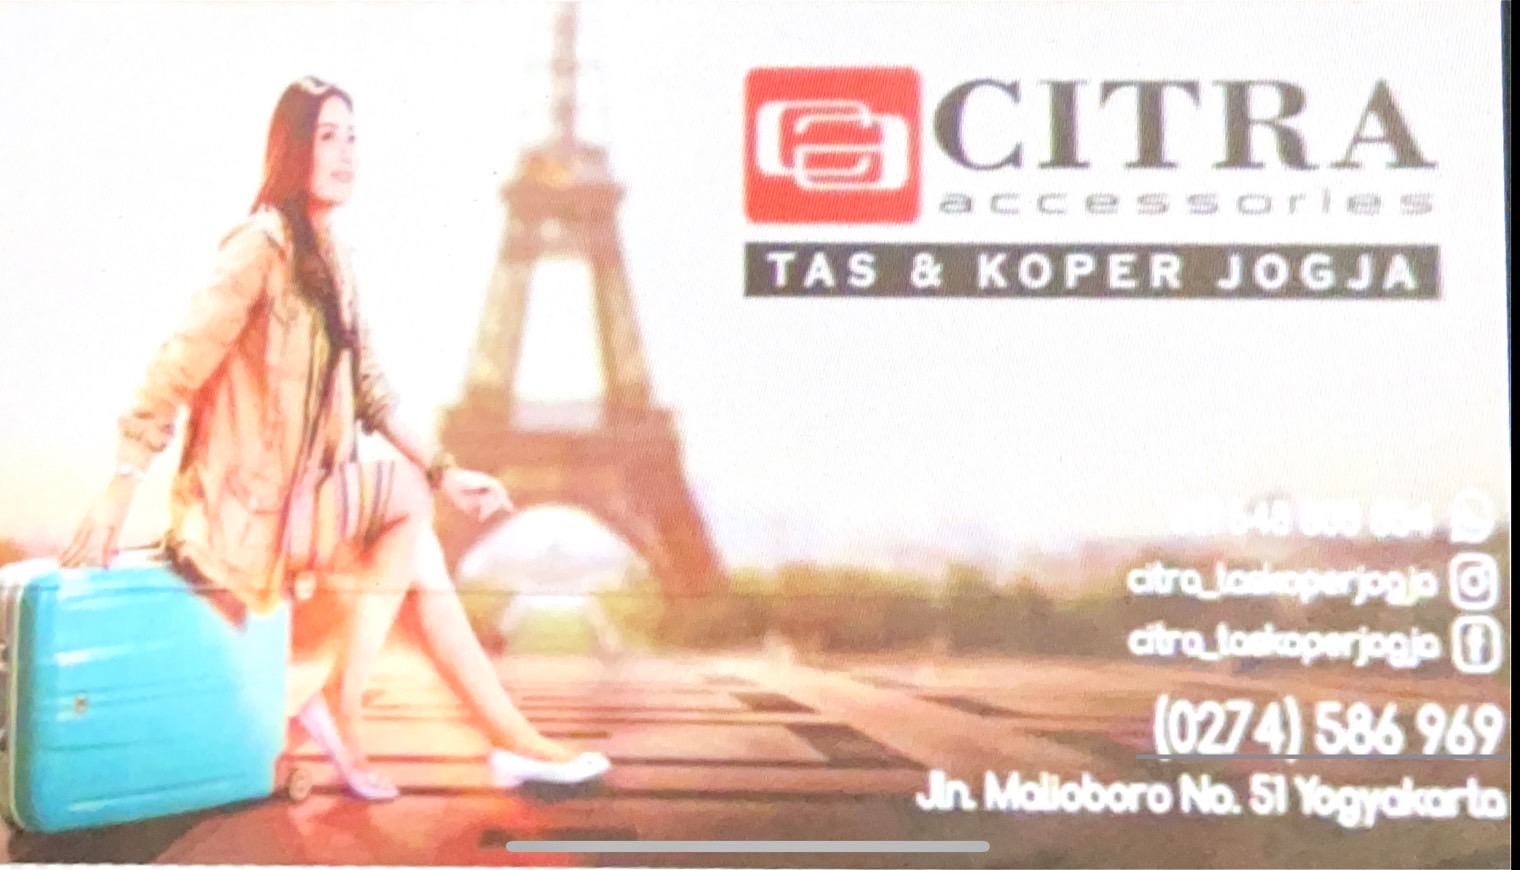 CITRA
accessories
TAS & KOPER JOGJA
citra_taskoperjogja
citra_taskoperjogja
(0274) 586 969
Jln. Malioboro No. 51 Yogyakarta